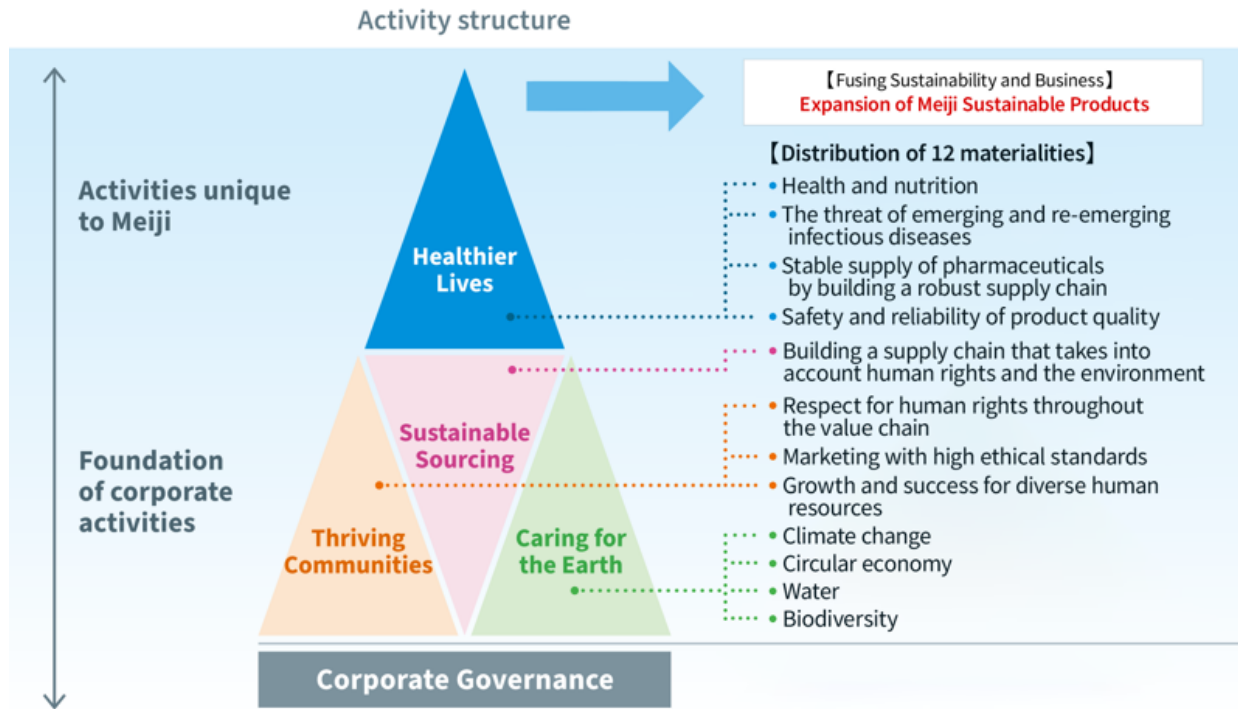 Activity structure
Activities unique
to Meiji
Foundation
of corporate
activities
Healthier
Lives
Sustainable
Sourcing
Thriving
Communities
Caring for
the Earth
Corporate Governance
【Fusing Sustainability and Business】
Expansion of Meiji Sustainable Products
【Distribution of 12 materialities】
• Health and nutrition
• The threat of emerging and re-emerging
infectious diseases
• Stable supply of pharmaceuticals
by building a robust supply chain
• Safety and reliability of product quality
• Building a supply chain that takes into
account human rights and the environment
• Respect for human rights throughout
the value chain
• Marketing with high ethical standards
• Growth and success for diverse human
resources
• Climate change
• Circular economy
• Water
• Biodiversity